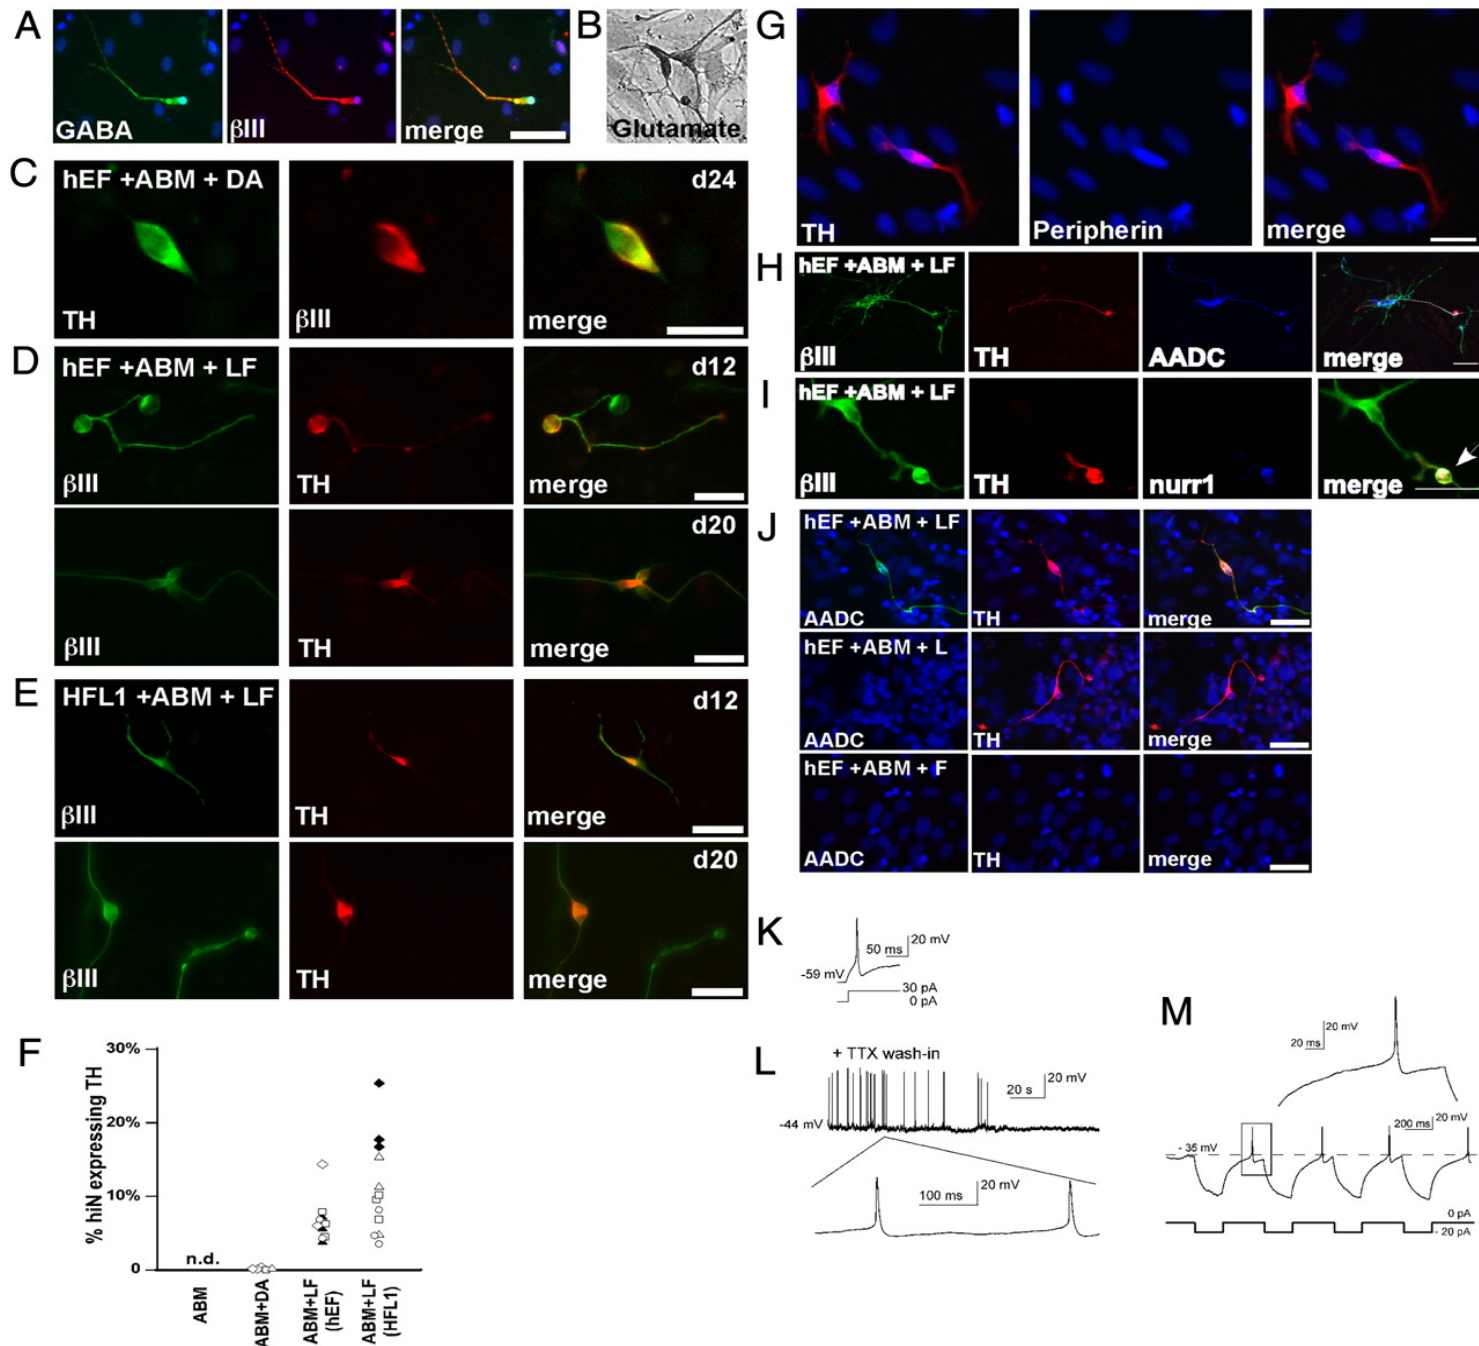 A
GABA
βIII
merge
B
Glutamate
C
hEF +ABM + DA
d24
TH
βIII
merge
D
hEF +ABM + LF
d12
βIII
TH
merge
d20
βIII
TH
merge
E
HFL1 +ABM + LF
d12
βIII
TH
merge
d20
βIII
TH
merge
F
% hiN expressing TH
30%
20%
10%
0
n.d.
ABM
ABM+DA
ABM+LF
(hEF)
ABM+LF
(HFL1)
G
TH
Peripherin
merge
H
hEF +ABM + LF
βIII
TH
AADC
merge
I
hEF +ABM + LF
βIII
TH
nurr1
merge
J
hEF +ABM + LF
AADC
TH
merge
hEF +ABM + L
AADC
TH
merge
hEF +ABM + F
AADC
TH
merge
K
50 ms
20 mV
-59 mV
30 pA
0 pA
L
+ TTX wash-in
20 s
20 mV
-44 mV
100 ms
20 mV
M
20 ms
20 mV
200 ms
20 mV
- 35 mV
0 pA
- 20 pA